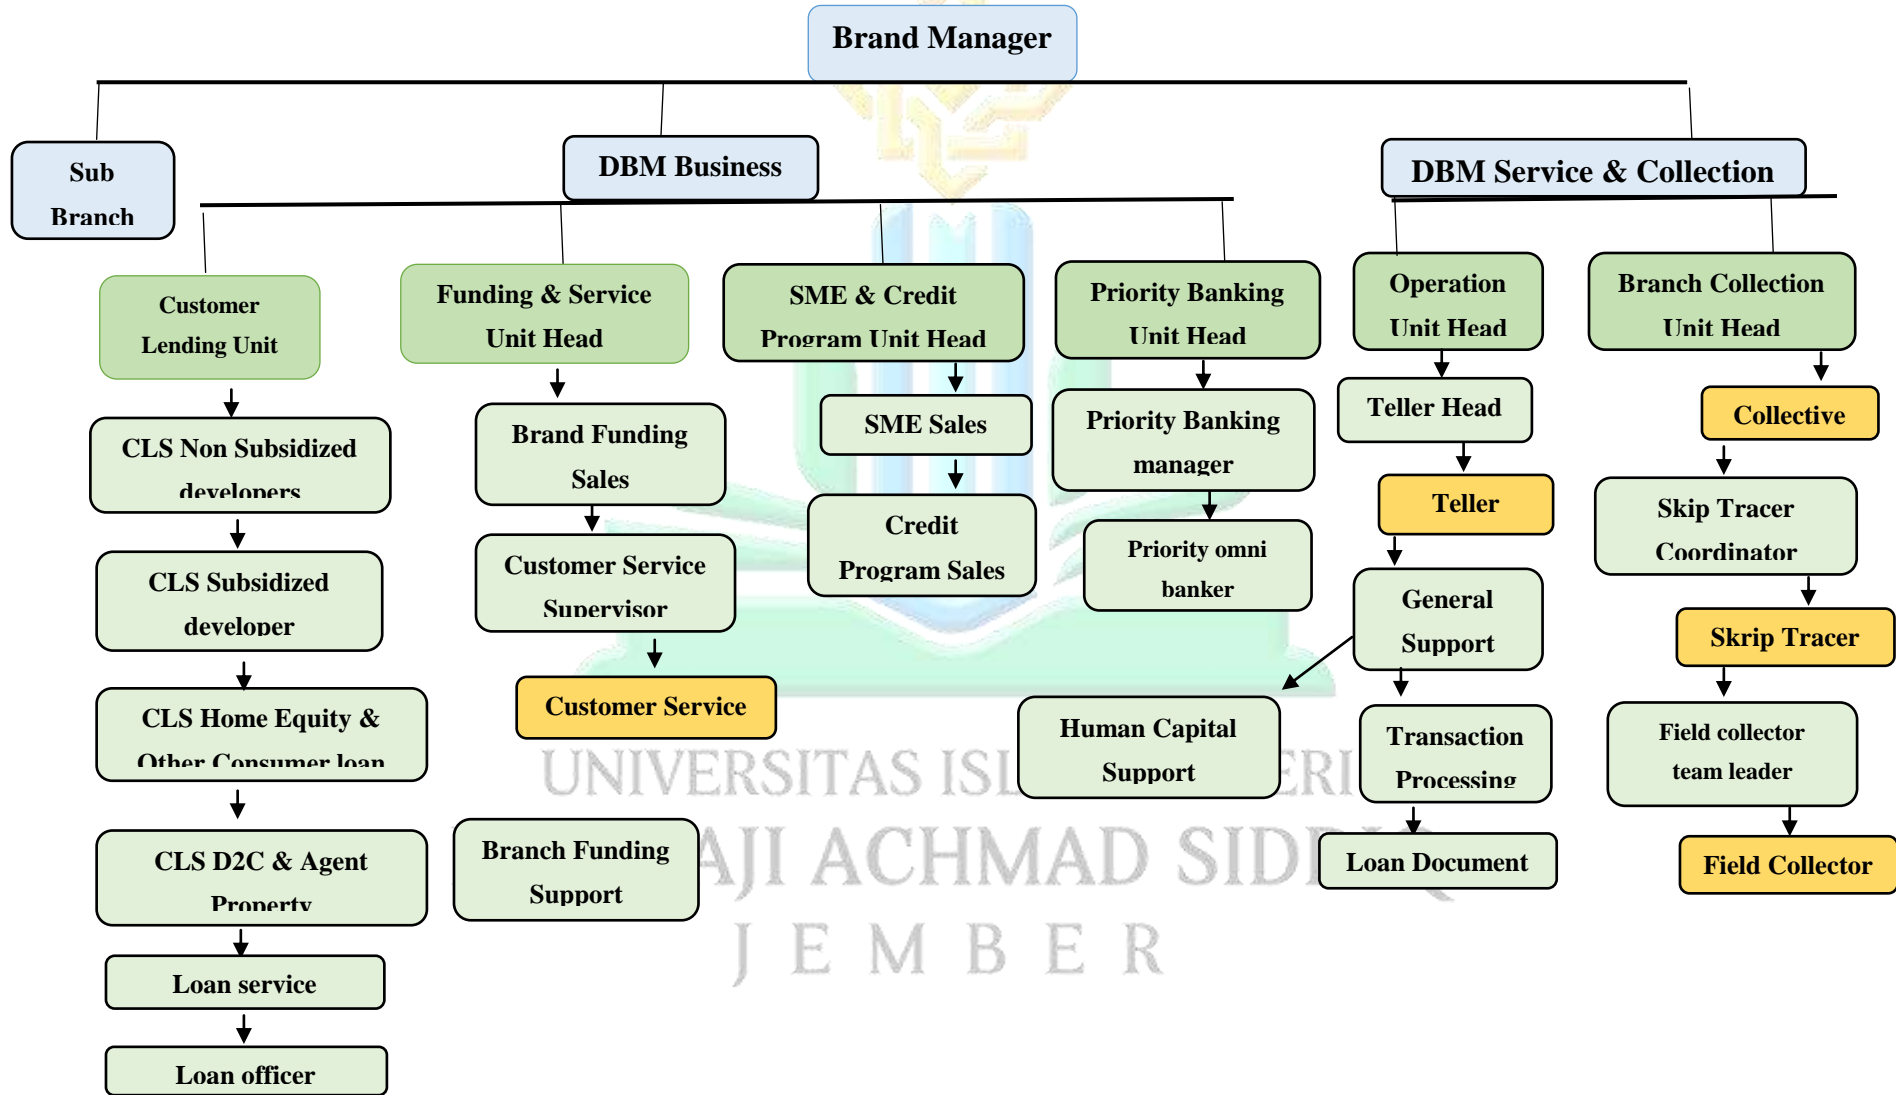 Brand Manager
Sub
Branch
DBM Business
DBM Service & Collection
Customer
Lending Unit
Funding & Service
Unit Head
SME & Credit
Program Unit Head
Priority Banking
Unit Head
Operation
Unit Head
Branch Collection
Unit Head
CLS Non Subsidized
developers
CLS Subsidized
developer
CLS Home Equity &
Other Consumer loan
CLS D2C & Agent
Property
Loan service
Loan officer
Brand Funding
Sales
Customer Service
Supervisor
Customer Service
Branch Funding
Support
SME Sales
Credit
Program Sales
Priority Banking
manager
Priority omni
banker
Teller Head
Teller
General
Support
Human Capital
Support
Transaction
Processing
Loan Document
Collective
Skip Tracer
Coordinator
Skrip Tracer
Field collector
team leader
Field Collector
UNIVERSITAS ISL ERI
AJI ACHMAD SIDDIQ
JEMBER